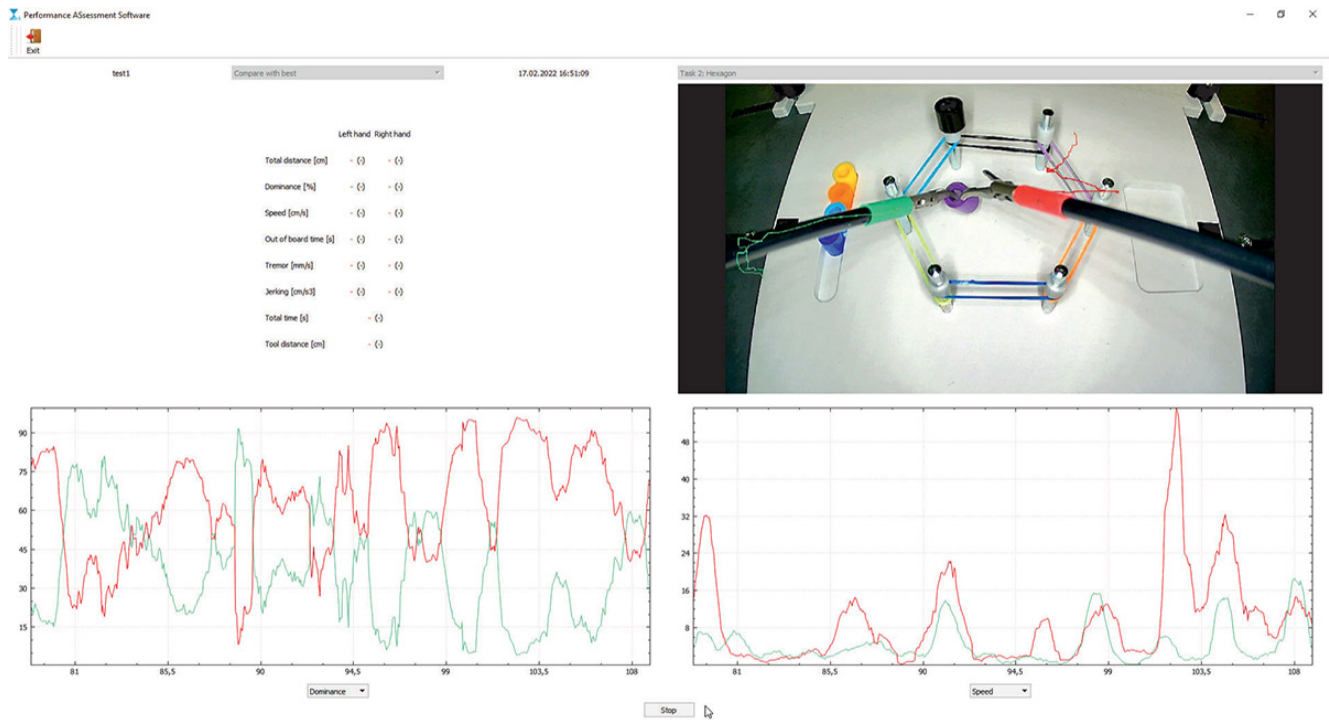 Performance ASsessment Software
Exit
test1 Compare with best 17.02.2022 16:51:09 Task 2: Hexagon
Left hand Right hand
Total distance [cm] - (-) - (-)
Dominance [%] - (-) - (-)
Speed [cm/s] - (-) - (-)
Out of board time [s] - (-) - (-)
Tremor [mm/s] - (-) - (-)
Jerking [cm/s3] - (-) - (-)
Total time [s] - (-)
Tool distance [cm] - (-)
90
75
60
45
30
15
81 85,5 90 94,5 99 103,5 108
Dominance
48
40
32
24
16
8
81 85,5 90 94,5 99 103,5 108
Speed
Stop